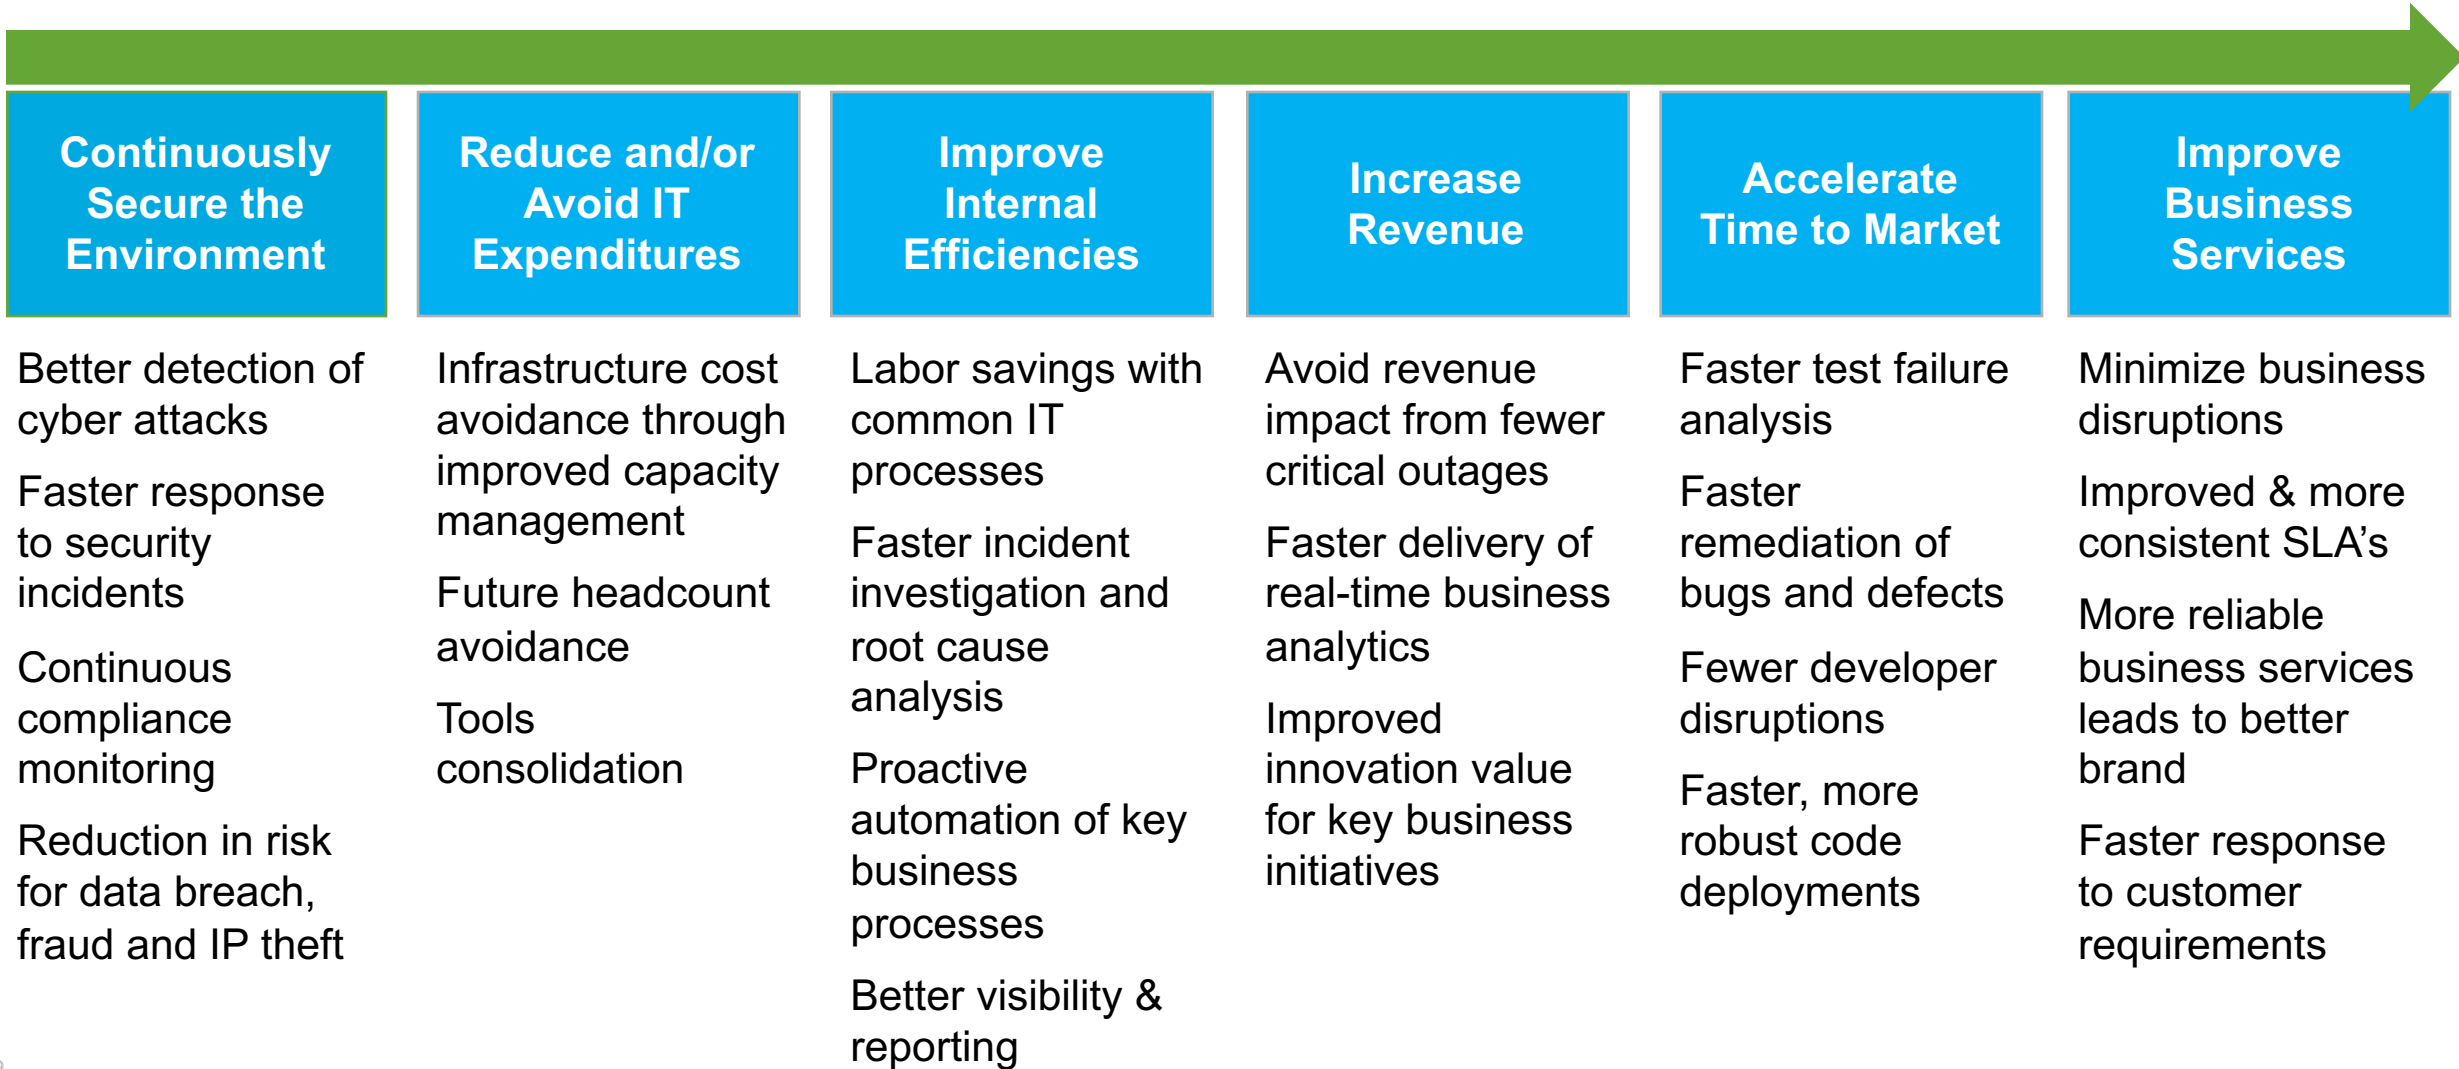 Continuously
Secure the
Environment
Better detection of
cyber attacks
Faster response
to security
incidents
Continuous
compliance
monitoring
Reduction in risk
for data breach,
fraud and IP theft
Reduce and/or
Avoid IT
Expenditures
Infrastructure cost
avoidance through
improved capacity
management
Future headcount
avoidance
Tools
consolidation
Improve
Internal
Efficiencies
Labor savings with
common IT
processes
Faster incident
investigation and
root cause
analysis
Proactive
automation of key
business
processes
Better visibility &
reporting
Increase
Revenue
Avoid revenue
impact from fewer
critical outages
Faster delivery of
real-time business
analytics
Improved
innovation value
for key business
initiatives
Accelerate
Time to Market
Faster test failure
analysis
Faster
remediation of
bugs and defects
Fewer developer
disruptions
Faster, more
robust code
deployments
Improve
Business
Services
Minimize business
disruptions
Improved & more
consistent SLA’s
More reliable
business services
leads to better
brand
Faster response
to customer
requirements